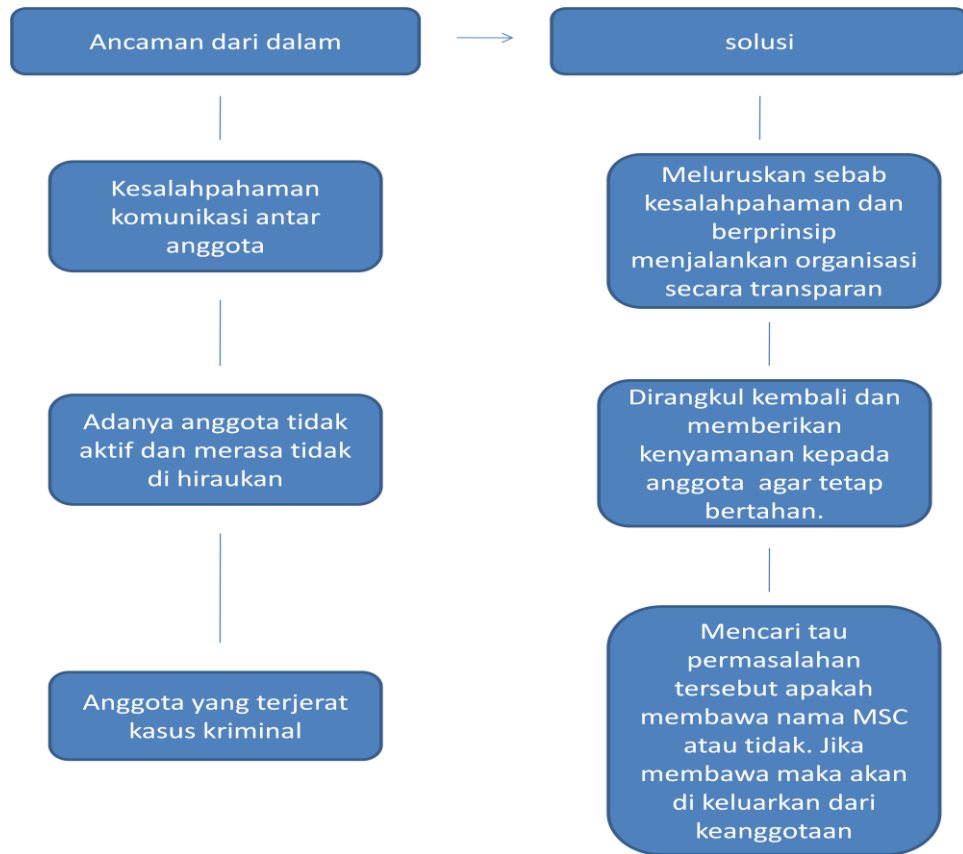 Ancaman dari dalam
solusi
Kesalahpahaman
komunikasi antar
anggota
Meluruskan sebab
kesalahpahaman dan
berprinsip
menjalankan organisasi
secara transparan
Adanya anggota tidak
aktif dan merasa tidak
di hiraukan
Dirangkul kembali dan
memberikan
kenyamanan kepada
anggota agar tetap
bertahan.
Anggota yang terjerat
kasus kriminal
Mencari tau
permasalahan
tersebut apakah
membawa nama MSC
atau tidak. Jika
membawa maka akan
di keluarkan dari
keanggotaan